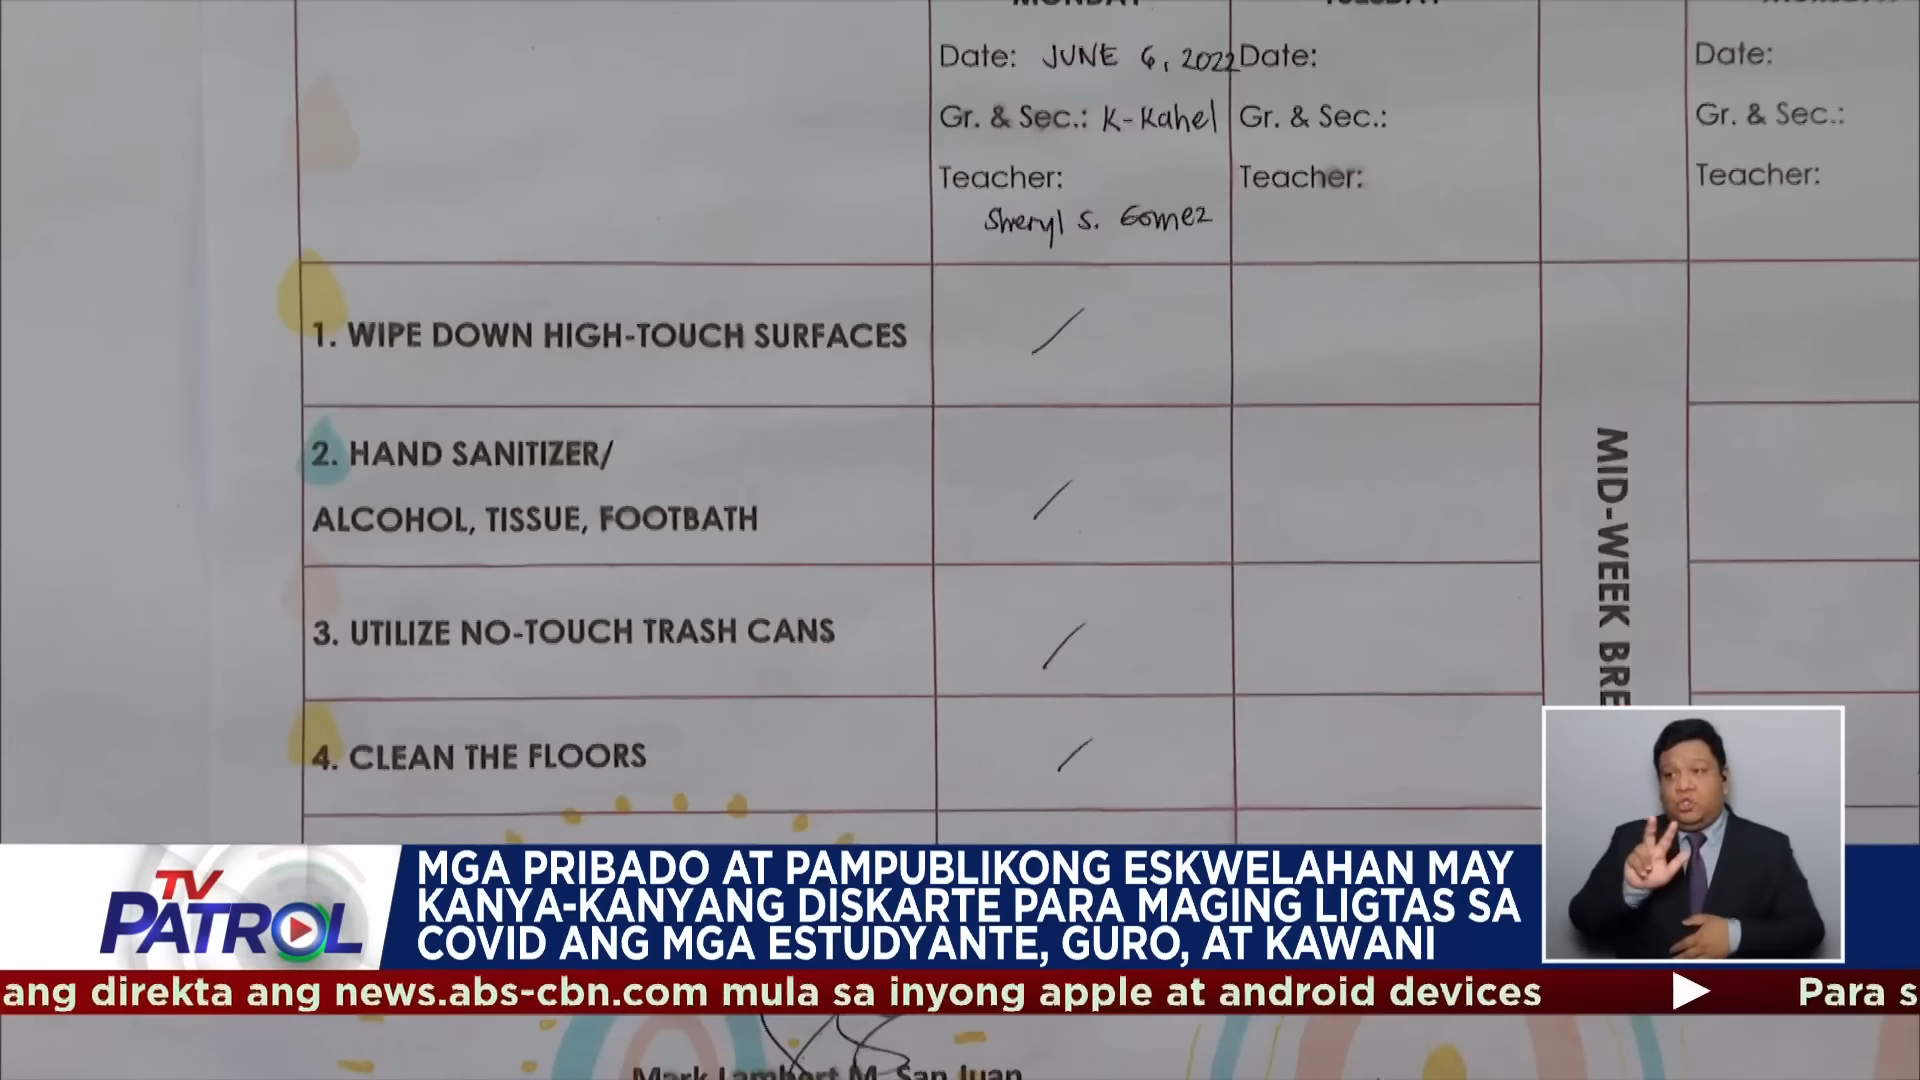 Date: JUNE 6, 2022
Gr. & Sec.: K-Kahel
Teacher:
Sheryl S. Gomez
Date:
Gr. & Sec.:
Teacher:
Date:
Gr. & Sec.:
Teacher:
1. WIPE DOWN HIGH-TOUCH SURFACES
2. HAND SANITIZER/
ALCOHOL, TISSUE, FOOTBATH
3. UTILIZE NO-TOUCH TRASH CANS
4. CLEAN THE FLOORS
MID-WEEK BRE
TV
PATROL
MGA PRIBADO AT PAMPUBLIKONG ESKWELAHAN MAY
KANYA-KANYANG DISKARTE PARA MAGING LIGTAS SA
COVID ANG MGA ESTUDYANTE, GURO, AT KAWANI
ang direkta ang news.abs-cbn.com mula sa inyong apple at android devices
Para s
Mark Lambert M. San Juan